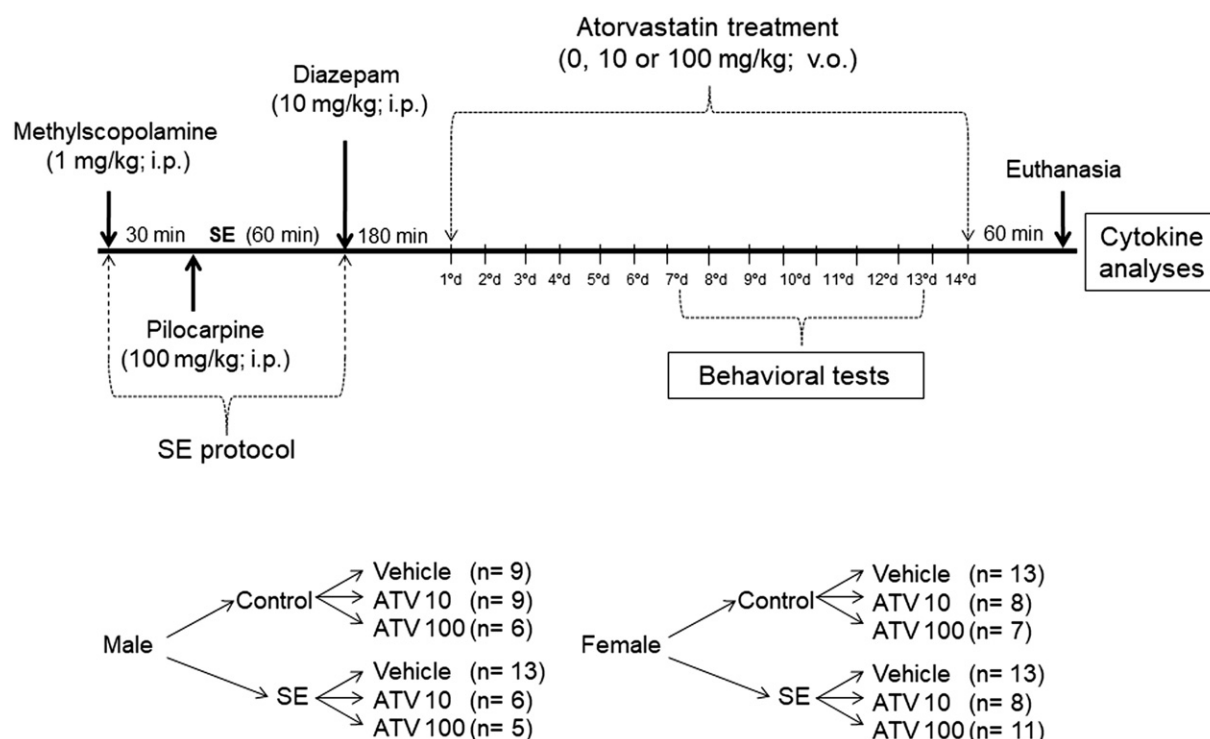 Atorvastatin treatment
(0, 10 or 100 mg/kg; v.o.)
Diazepam
(10 mg/kg; i.p.)
Methylscopolamine
(1 mg/kg; i.p.)
Euthanasia
30 min SE (60 min) 180 min 60 min
Cytokine
analyses
1ºd 2ºd 3ºd 4ºd 5ºd 6ºd 7ºd 8ºd 9ºd 10ºd 11ºd 12ºd 13ºd 14ºd
Pilocarpine
(100 mg/kg; i.p.)
Behavioral tests
SE protocol
Male
Control
Vehicle (n= 9)
ATV 10 (n= 9)
ATV 100 (n= 6)
SE
Vehicle (n= 13)
ATV 10 (n= 6)
ATV 100 (n= 5)
Female
Control
Vehicle (n= 13)
ATV 10 (n= 8)
ATV 100 (n= 7)
SE
Vehicle (n= 13)
ATV 10 (n= 8)
ATV 100 (n= 11)